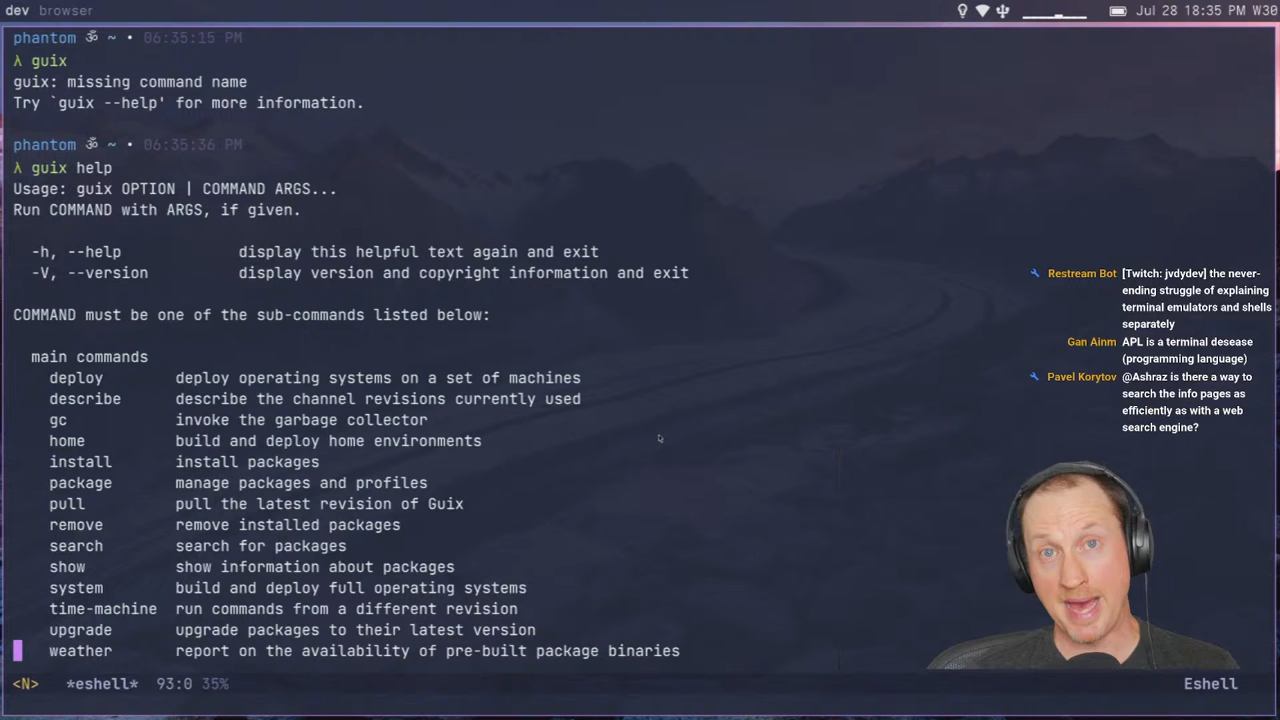 dev browser
Jul 28 18:35 PM W30
phantom ॐ ~ • 06:35:15 PM
λ guix
guix: missing command name
Try `guix --help' for more information.
phantom ॐ ~ • 06:35:36 PM
λ guix help
Usage: guix OPTION | COMMAND ARGS...
Run COMMAND with ARGS, if given.
-h, --help display this helpful text again and exit
-V, --version display version and copyright information and exit
COMMAND must be one of the sub-commands listed below:
main commands
deploy deploy operating systems on a set of machines
describe describe the channel revisions currently used
gc invoke the garbage collector
home build and deploy home environments
install install packages
package manage packages and profiles
pull pull the latest revision of Guix
remove remove installed packages
search search for packages
show show information about packages
system build and deploy full operating systems
time-machine run commands from a different revision
upgrade upgrade packages to their latest version
weather report on the availability of pre-built package binaries
<N> *eshell* 93:0 35% Eshell
Restream Bot [Twitch: jvdydev] the never-
ending struggle of explaining
terminal emulators and shells
separately
Gan Ainm APL is a terminal desease
(programming language)
Pavel Korytov @Ashraz is there a way to
search the info pages as
efficiently as with a web
search engine?